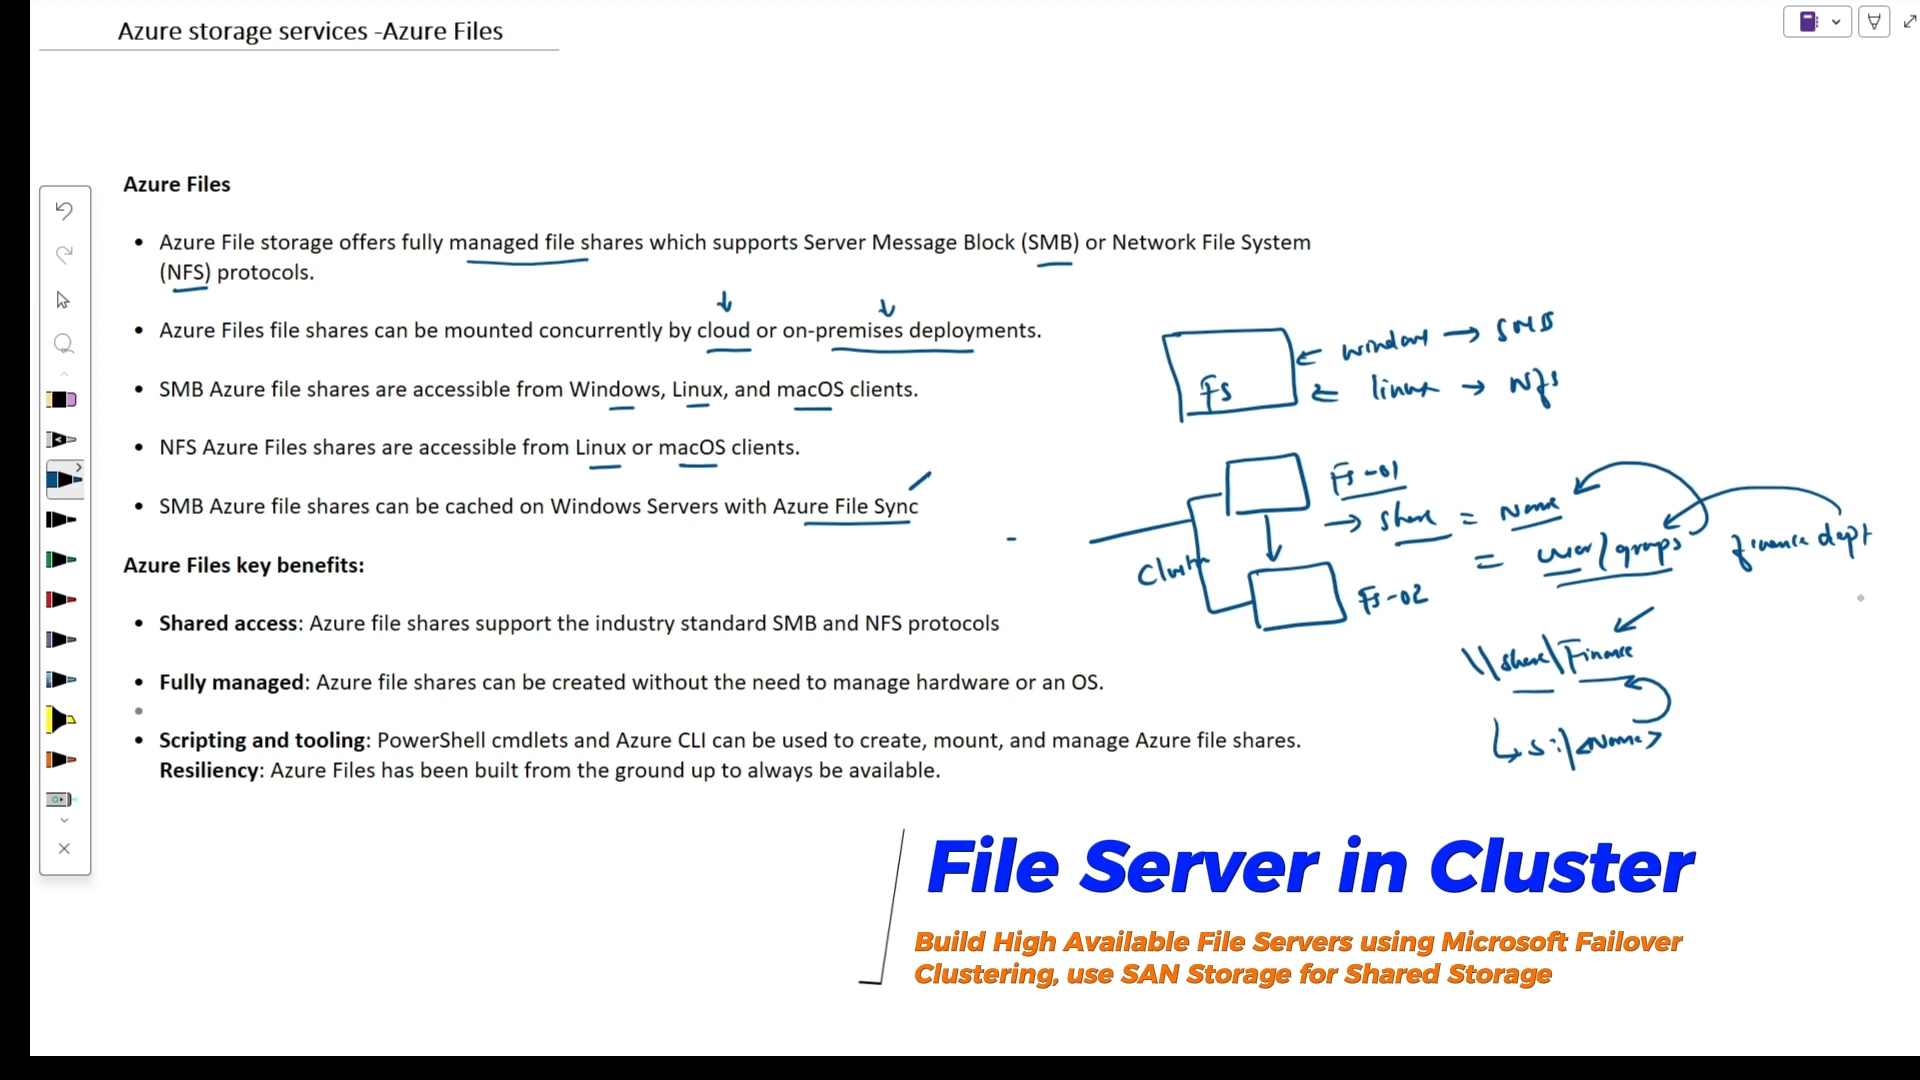 Azure storage services -Azure Files
Azure Files
• Azure File storage offers fully managed file shares which supports Server Message Block (SMB) or Network File System
(NFS) protocols.
• Azure Files file shares can be mounted concurrently by cloud or on-premises deployments.
• SMB Azure file shares are accessible from Windows, Linux, and macOS clients.
• NFS Azure Files shares are accessible from Linux or macOS clients.
• SMB Azure file shares can be cached on Windows Servers with Azure File Sync
Azure Files key benefits:
• Shared access: Azure file shares support the industry standard SMB and NFS protocols
• Fully managed: Azure file shares can be created without the need to manage hardware or an OS.
• Scripting and tooling: PowerShell cmdlets and Azure CLI can be used to create, mount, and manage Azure file shares.
Resiliency: Azure Files has been built from the ground up to always be available.
FS
← window → SMB
linux → Nfs
Fs-01
→ share = Name
= user/groups
finance dept
Cluster
Fs-02
\\share\Finance
S:\<Name>
File Server in Cluster
Build High Available File Servers using Microsoft Failover
Clustering, use SAN Storage for Shared Storage